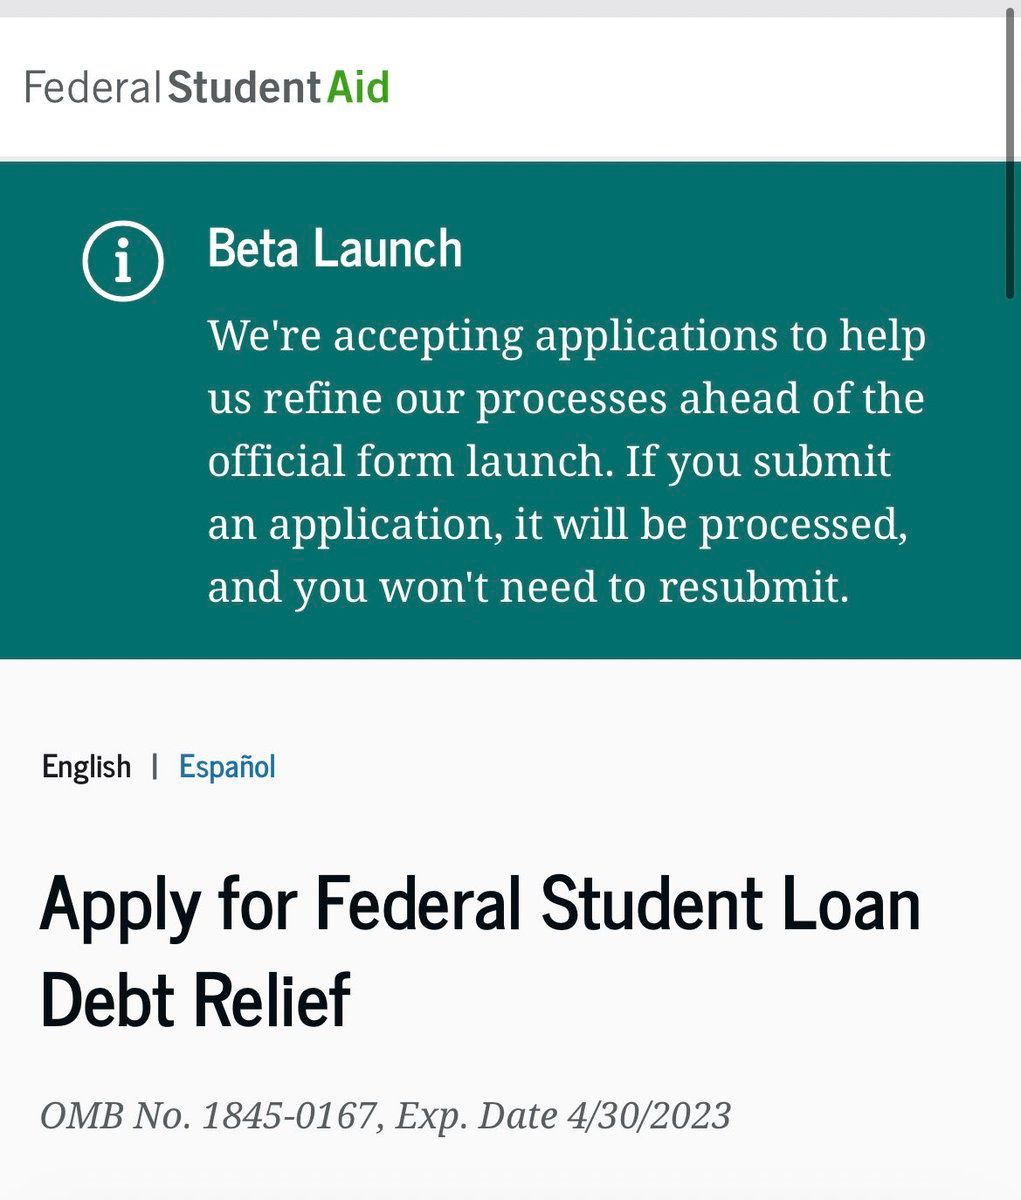 Federal Student Aid
Beta Launch
We're accepting applications to help
us refine our processes ahead of the
official form launch. If you submit
an application, it will be processed,
and you won't need to resubmit.
English | Español
Apply for Federal Student Loan
Debt Relief
OMB No. 1845-0167, Exp. Date 4/30/2023